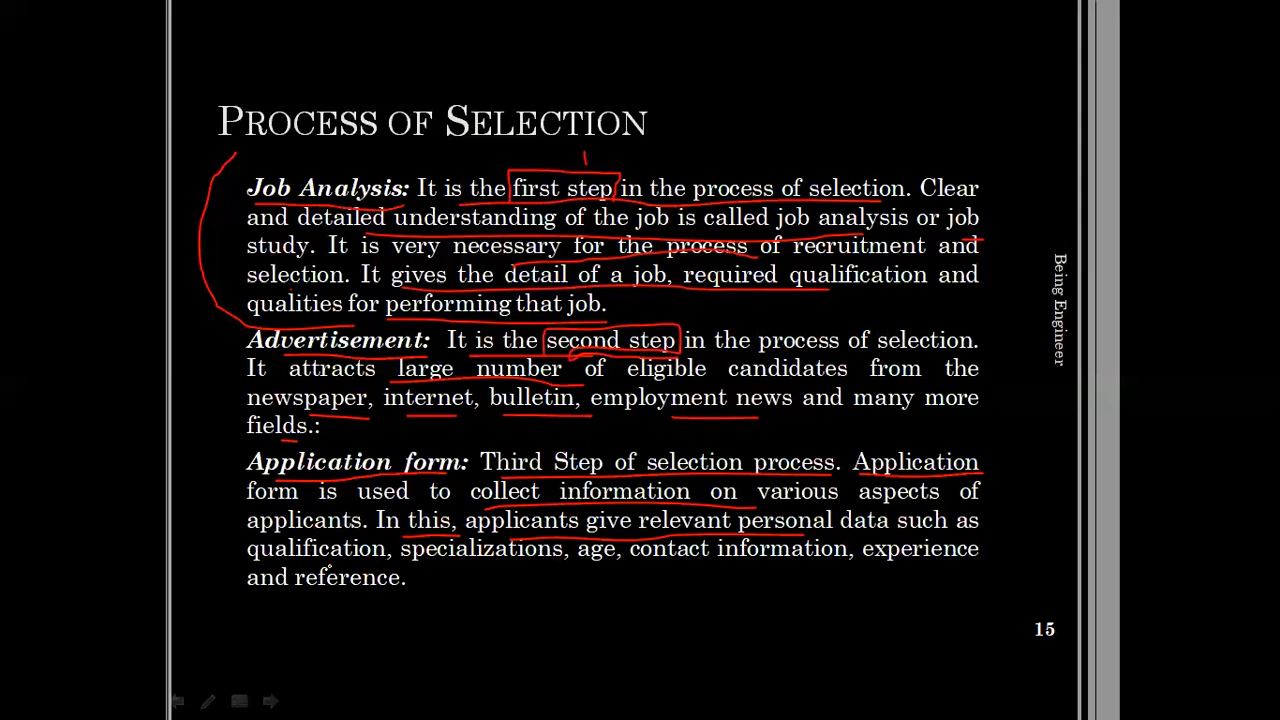 PROCESS OF SELECTION
Job Analysis: It is the first step in the process of selection. Clear
and detailed understanding of the job is called job analysis or job
study. It is very necessary for the process of recruitment and
selection. It gives the detail of a job, required qualification and
qualities for performing that job.
Advertisement: It is the second step in the process of selection.
It attracts large number of eligible candidates from the
newspaper, internet, bulletin, employment news and many more
fields.:
Application form: Third Step of selection process. Application
form is used to collect information on various aspects of
applicants. In this, applicants give relevant personal data such as
qualification, specializations, age, contact information, experience
and reference.
Being Engineer
15